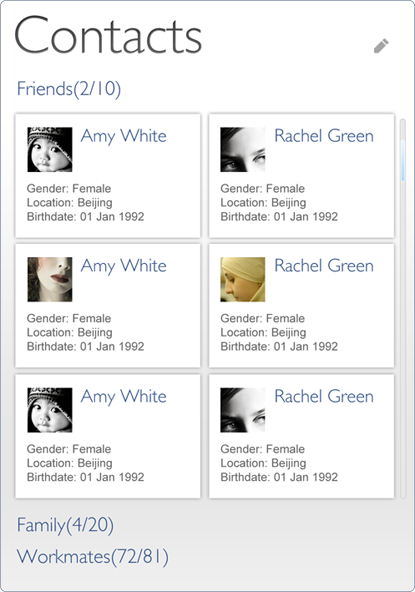 Contacts
Friends(2/10)
Amy White
Gender: Female
Location: Beijing
Birthdate: 01 Jan 1992
Rachel Green
Gender: Female
Location: Beijing
Birthdate: 01 Jan 1992
Amy White
Gender: Female
Location: Beijing
Birthdate: 01 Jan 1992
Rachel Green
Gender: Female
Location: Beijing
Birthdate: 01 Jan 1992
Amy White
Gender: Female
Location: Beijing
Birthdate: 01 Jan 1992
Rachel Green
Gender: Female
Location: Beijing
Birthdate: 01 Jan 1992
Family(4/20)
Workmates(72/81)